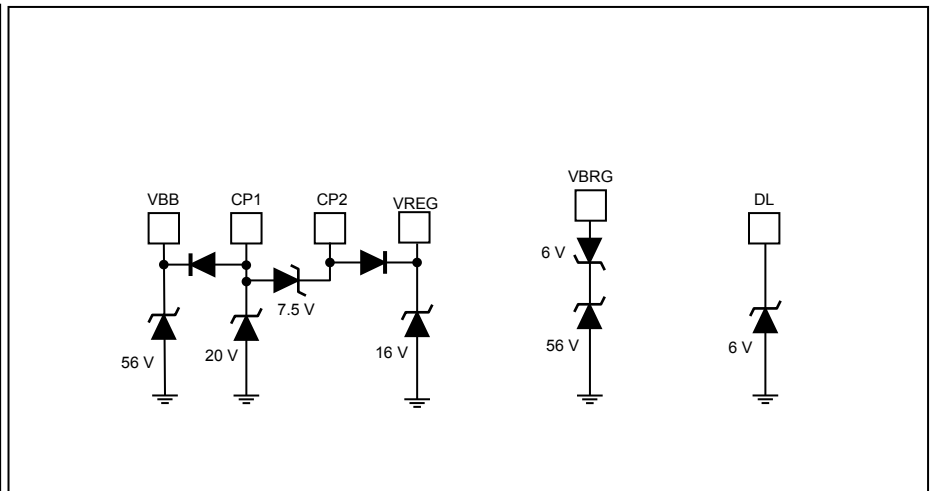 VBB
CP1
CP2
VREG
VBRG
DL
6 V
7.5 V
56 V
20 V
16 V
56 V
6 V